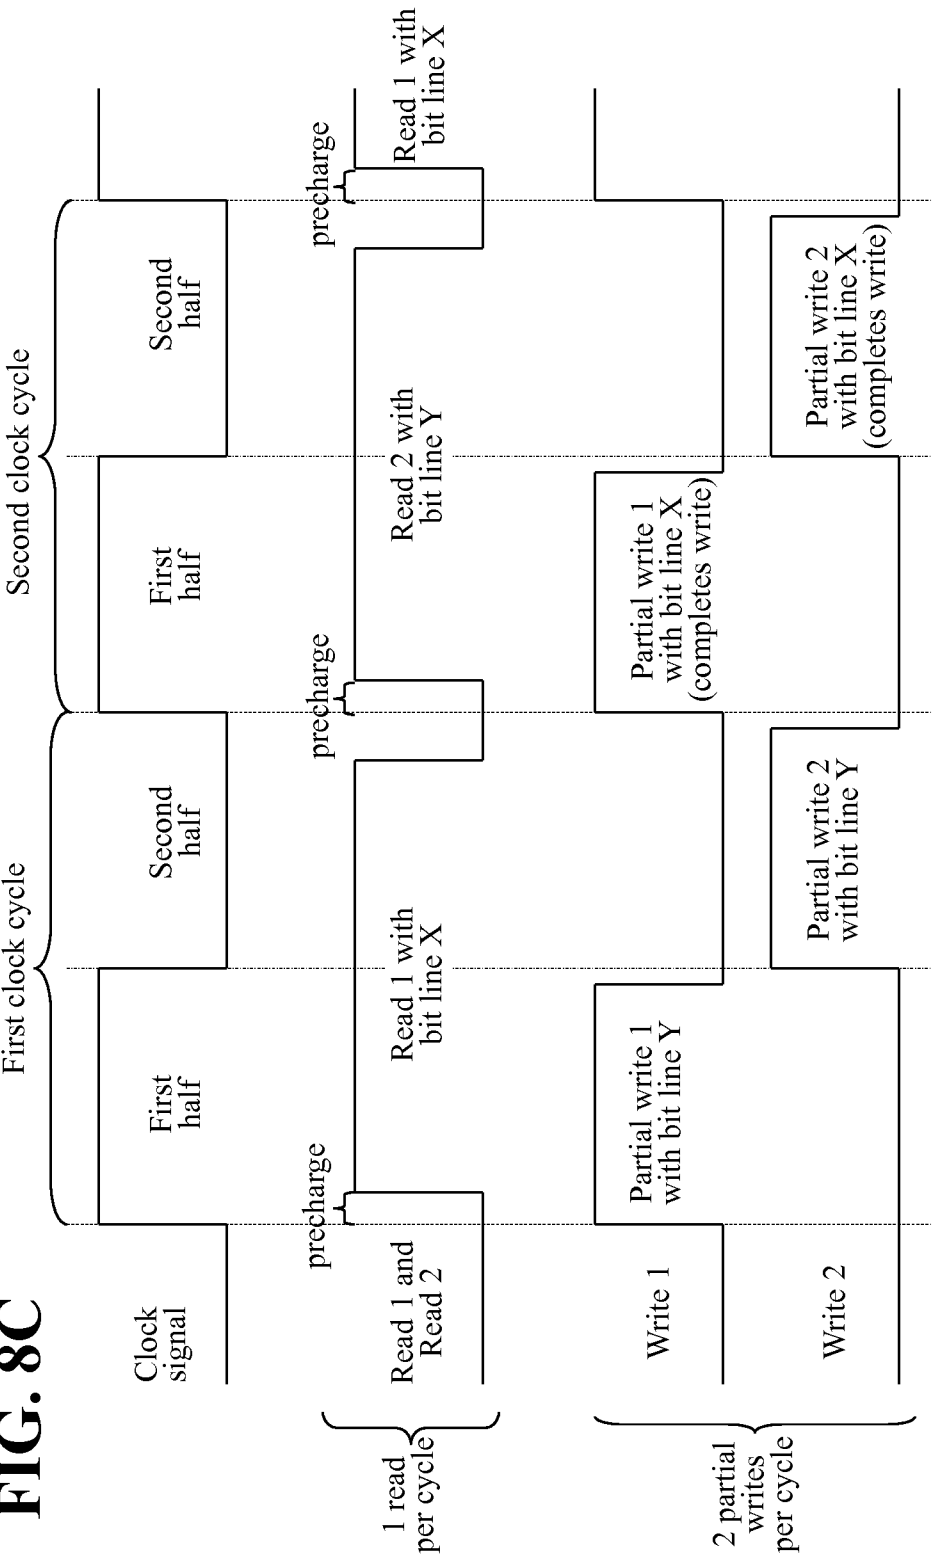 FIG. 8C
First clock cycle
Second clock cycle
Clock
signal
First
half
Second
half
First
half
Second
half
precharge
precharge
precharge
1 read
per cycle
Read 1 and
Read 2
Read 1 with
bit line X
Read 2 with
bit line Y
Read 1 with
bit line X
2 partial
writes
per cycle
Write 1
Partial write 1
with bit line Y
Partial write 1
with bit line X
(completes write)
Write 2
Partial write 2
with bit line Y
Partial write 2
with bit line X
(completes write)